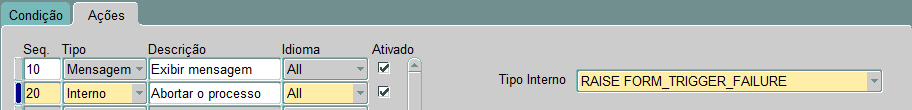 Condição Ações
Seq. Tipo Descrição Idioma Ativado
10 Mensagem Exibir mensagem All
Tipo Interno RAISE FORM_TRIGGER_FAILURE
20 Interno Abortar o processo All